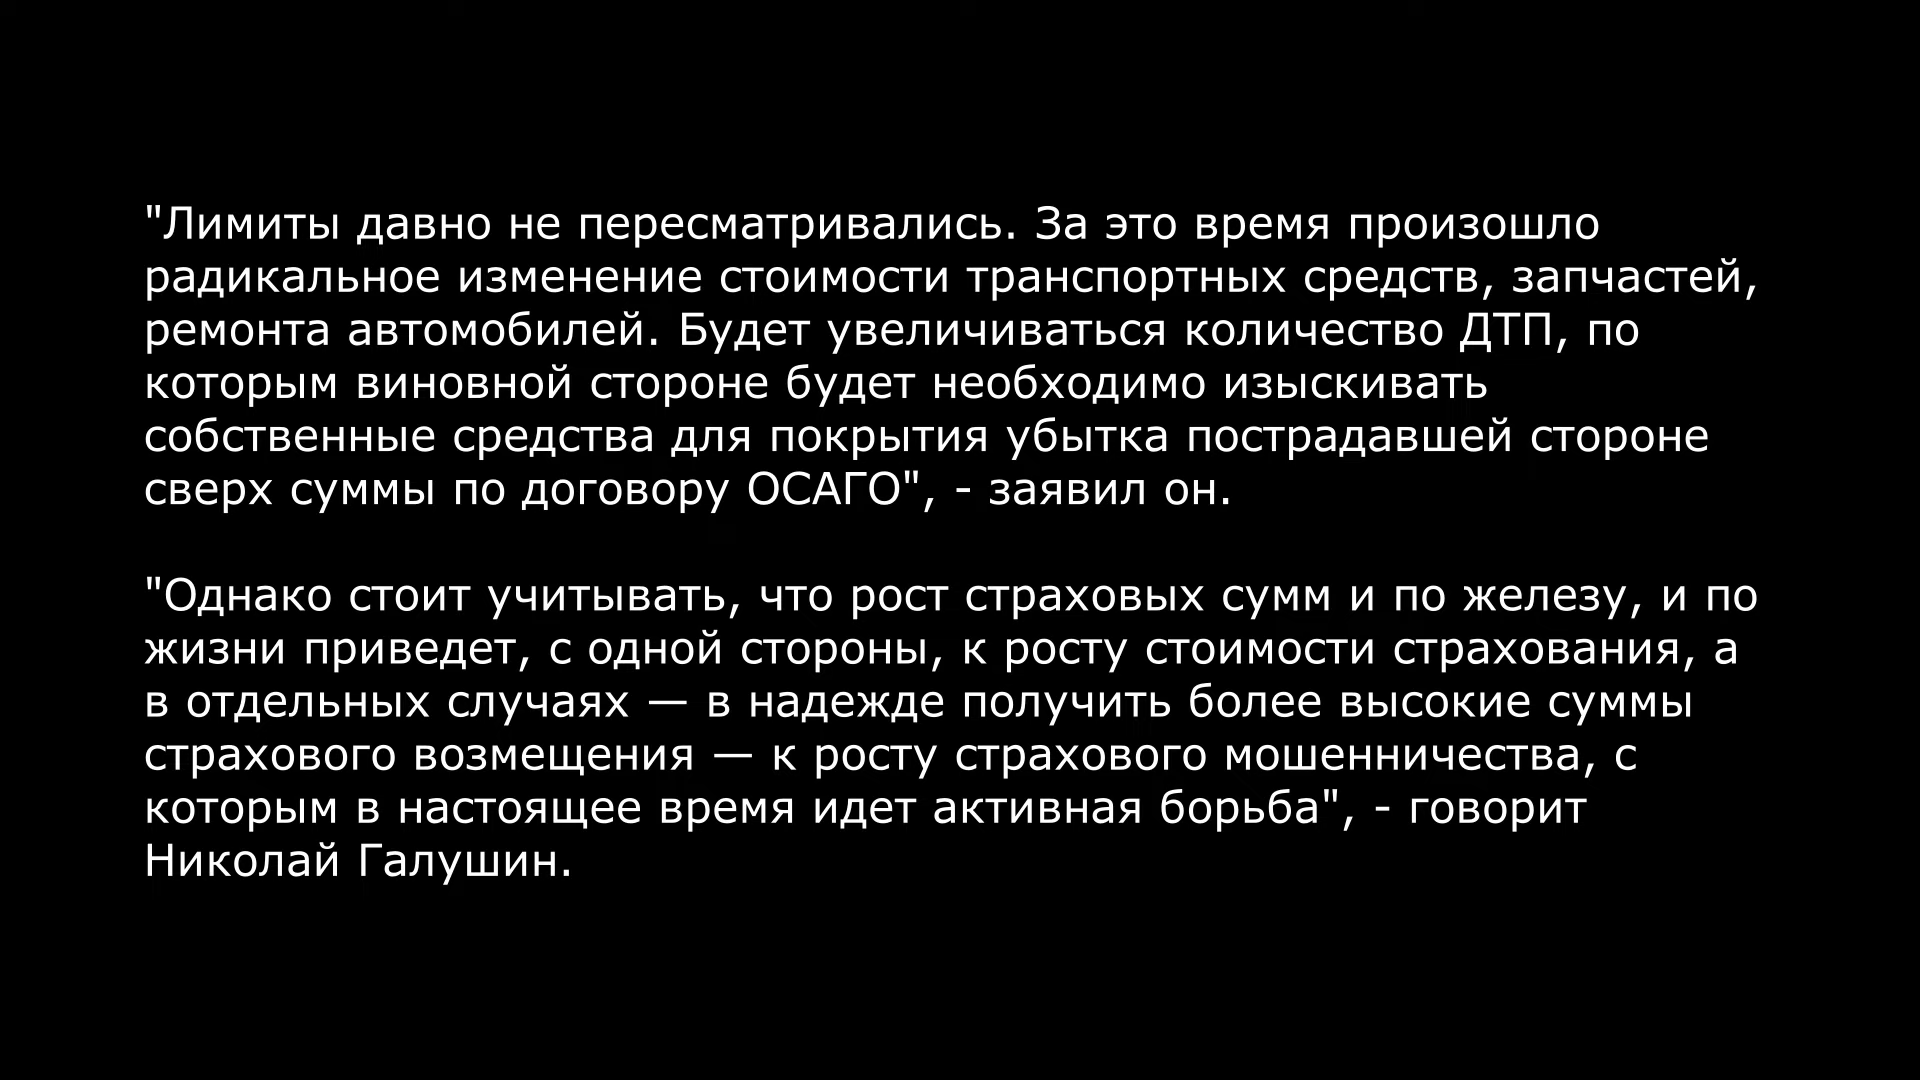 "Лимиты давно не пересматривались. За это время произошло
радикальное изменение стоимости транспортных средств, запчастей,
ремонта автомобилей. Будет увеличиваться количество ДТП, по
которым виновной стороне будет необходимо изыскивать
собственные средства для покрытия убытка пострадавшей стороне
сверх суммы по договору ОСАГО", - заявил он.
"Однако стоит учитывать, что рост страховых сумм и по железу, и по
жизни приведет, с одной стороны, к росту стоимости страхования, а
в отдельных случаях — в надежде получить более высокие суммы
страхового возмещения — к росту страхового мошенничества, с
которым в настоящее время идет активная борьба", - говорит
Николай Галушин.